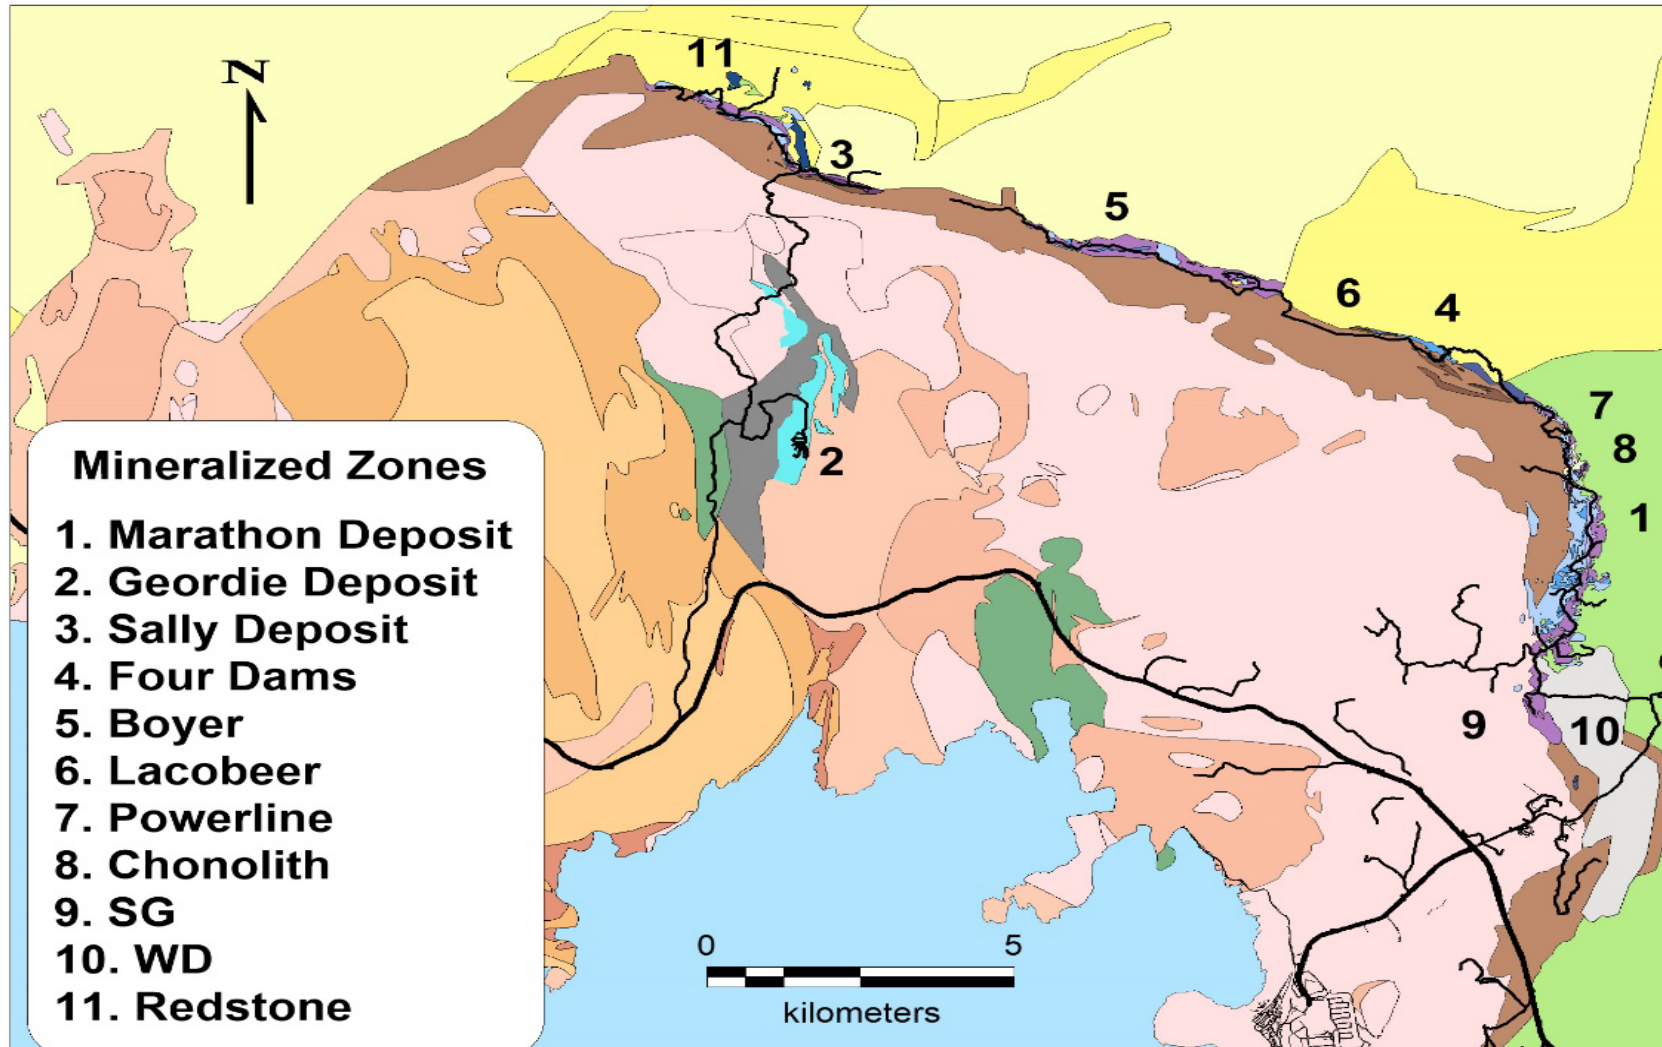 N
11
3
5
6
4
7
8
2
1
9
10
Mineralized Zones
1. Marathon Deposit
2. Geordie Deposit
3. Sally Deposit
4. Four Dams
5. Boyer
6. Lacobeer
7. Powerline
8. Chonolith
9. SG
10. WD
11. Redstone
0 5
kilometers